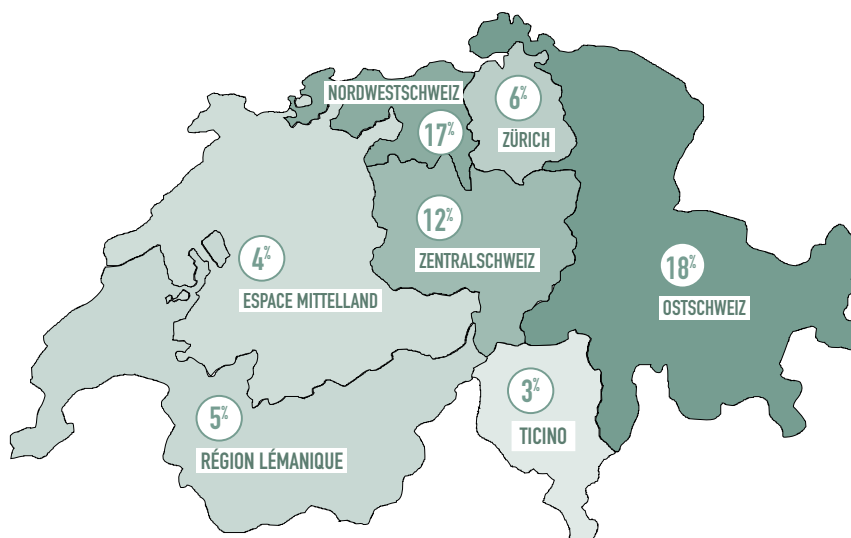 NORDWESTSCHWEIZ
17%
6%
ZÜRICH
12%
ZENTRALSCHWEIZ
4%
ESPACE MITTELLAND
18%
OSTSCHWEIZ
5%
RÉGION LÉMANIQUE
3%
TICINO